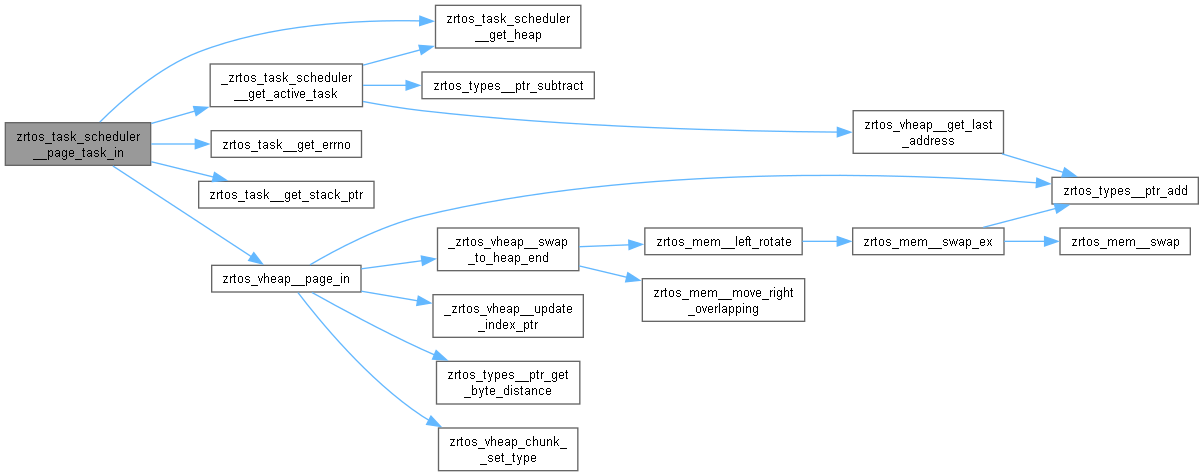 zrtos_task_scheduler
__page_task_in
zrtos_task_scheduler
__get_heap
_zrtos_task_scheduler
__get_active_task
zrtos_types__ptr_subtract
zrtos_task__get_errno
zrtos_task__get_stack_ptr
zrtos_vheap__get_last
_address
zrtos_types__ptr_add
zrtos_vheap__page_in
_zrtos_vheap__swap
_to_heap_end
zrtos_mem__left_rotate
zrtos_mem__swap_ex
zrtos_mem__swap
zrtos_mem__move_right
_overlapping
_zrtos_vheap__update
_index_ptr
zrtos_types__ptr_get
_byte_distance
zrtos_vheap_chunk_
_set_type